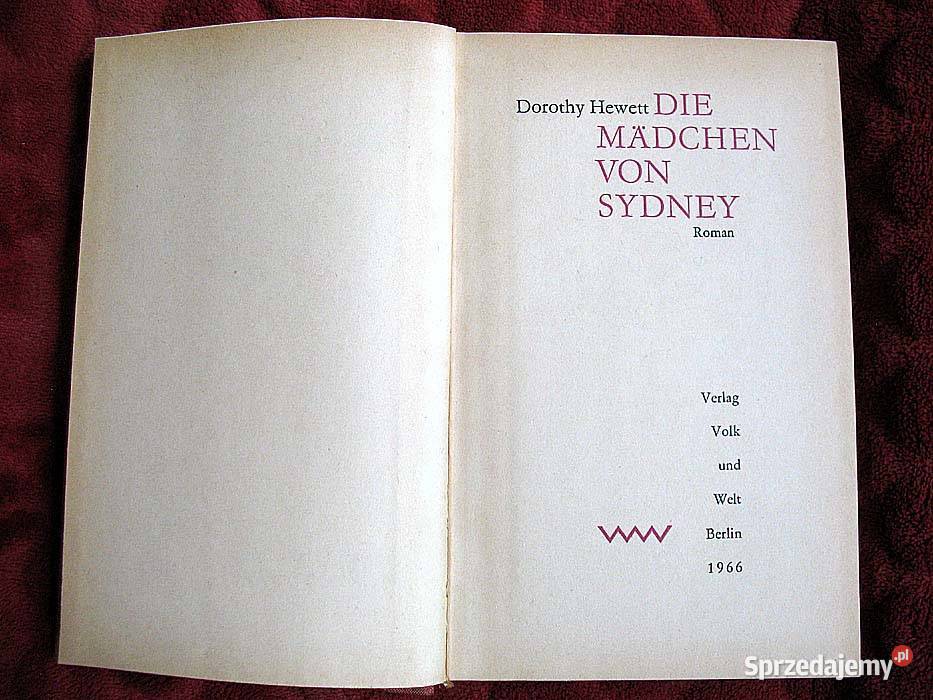 Dorothy Hewett DIE
MÄDCHEN
VON
SYDNEY
Roman
Verlag
Volk
und
Welt
Berlin
1966
Sprzedajemy.pl